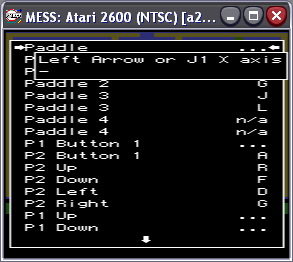 MESS: Atari 2600 (NTSC) [a2...
Paddle ...
Left Arrow or J1 X axis
_
P
P
Paddle 2 G
Paddle 3 J
Paddle 3 L
Paddle 4 n/a
Paddle 4 n/a
P1 Button 1 ...
P2 Button 1 A
P2 Up R
P2 Down F
P2 Left D
P2 Right G
P1 Up ...
P1 Down ...